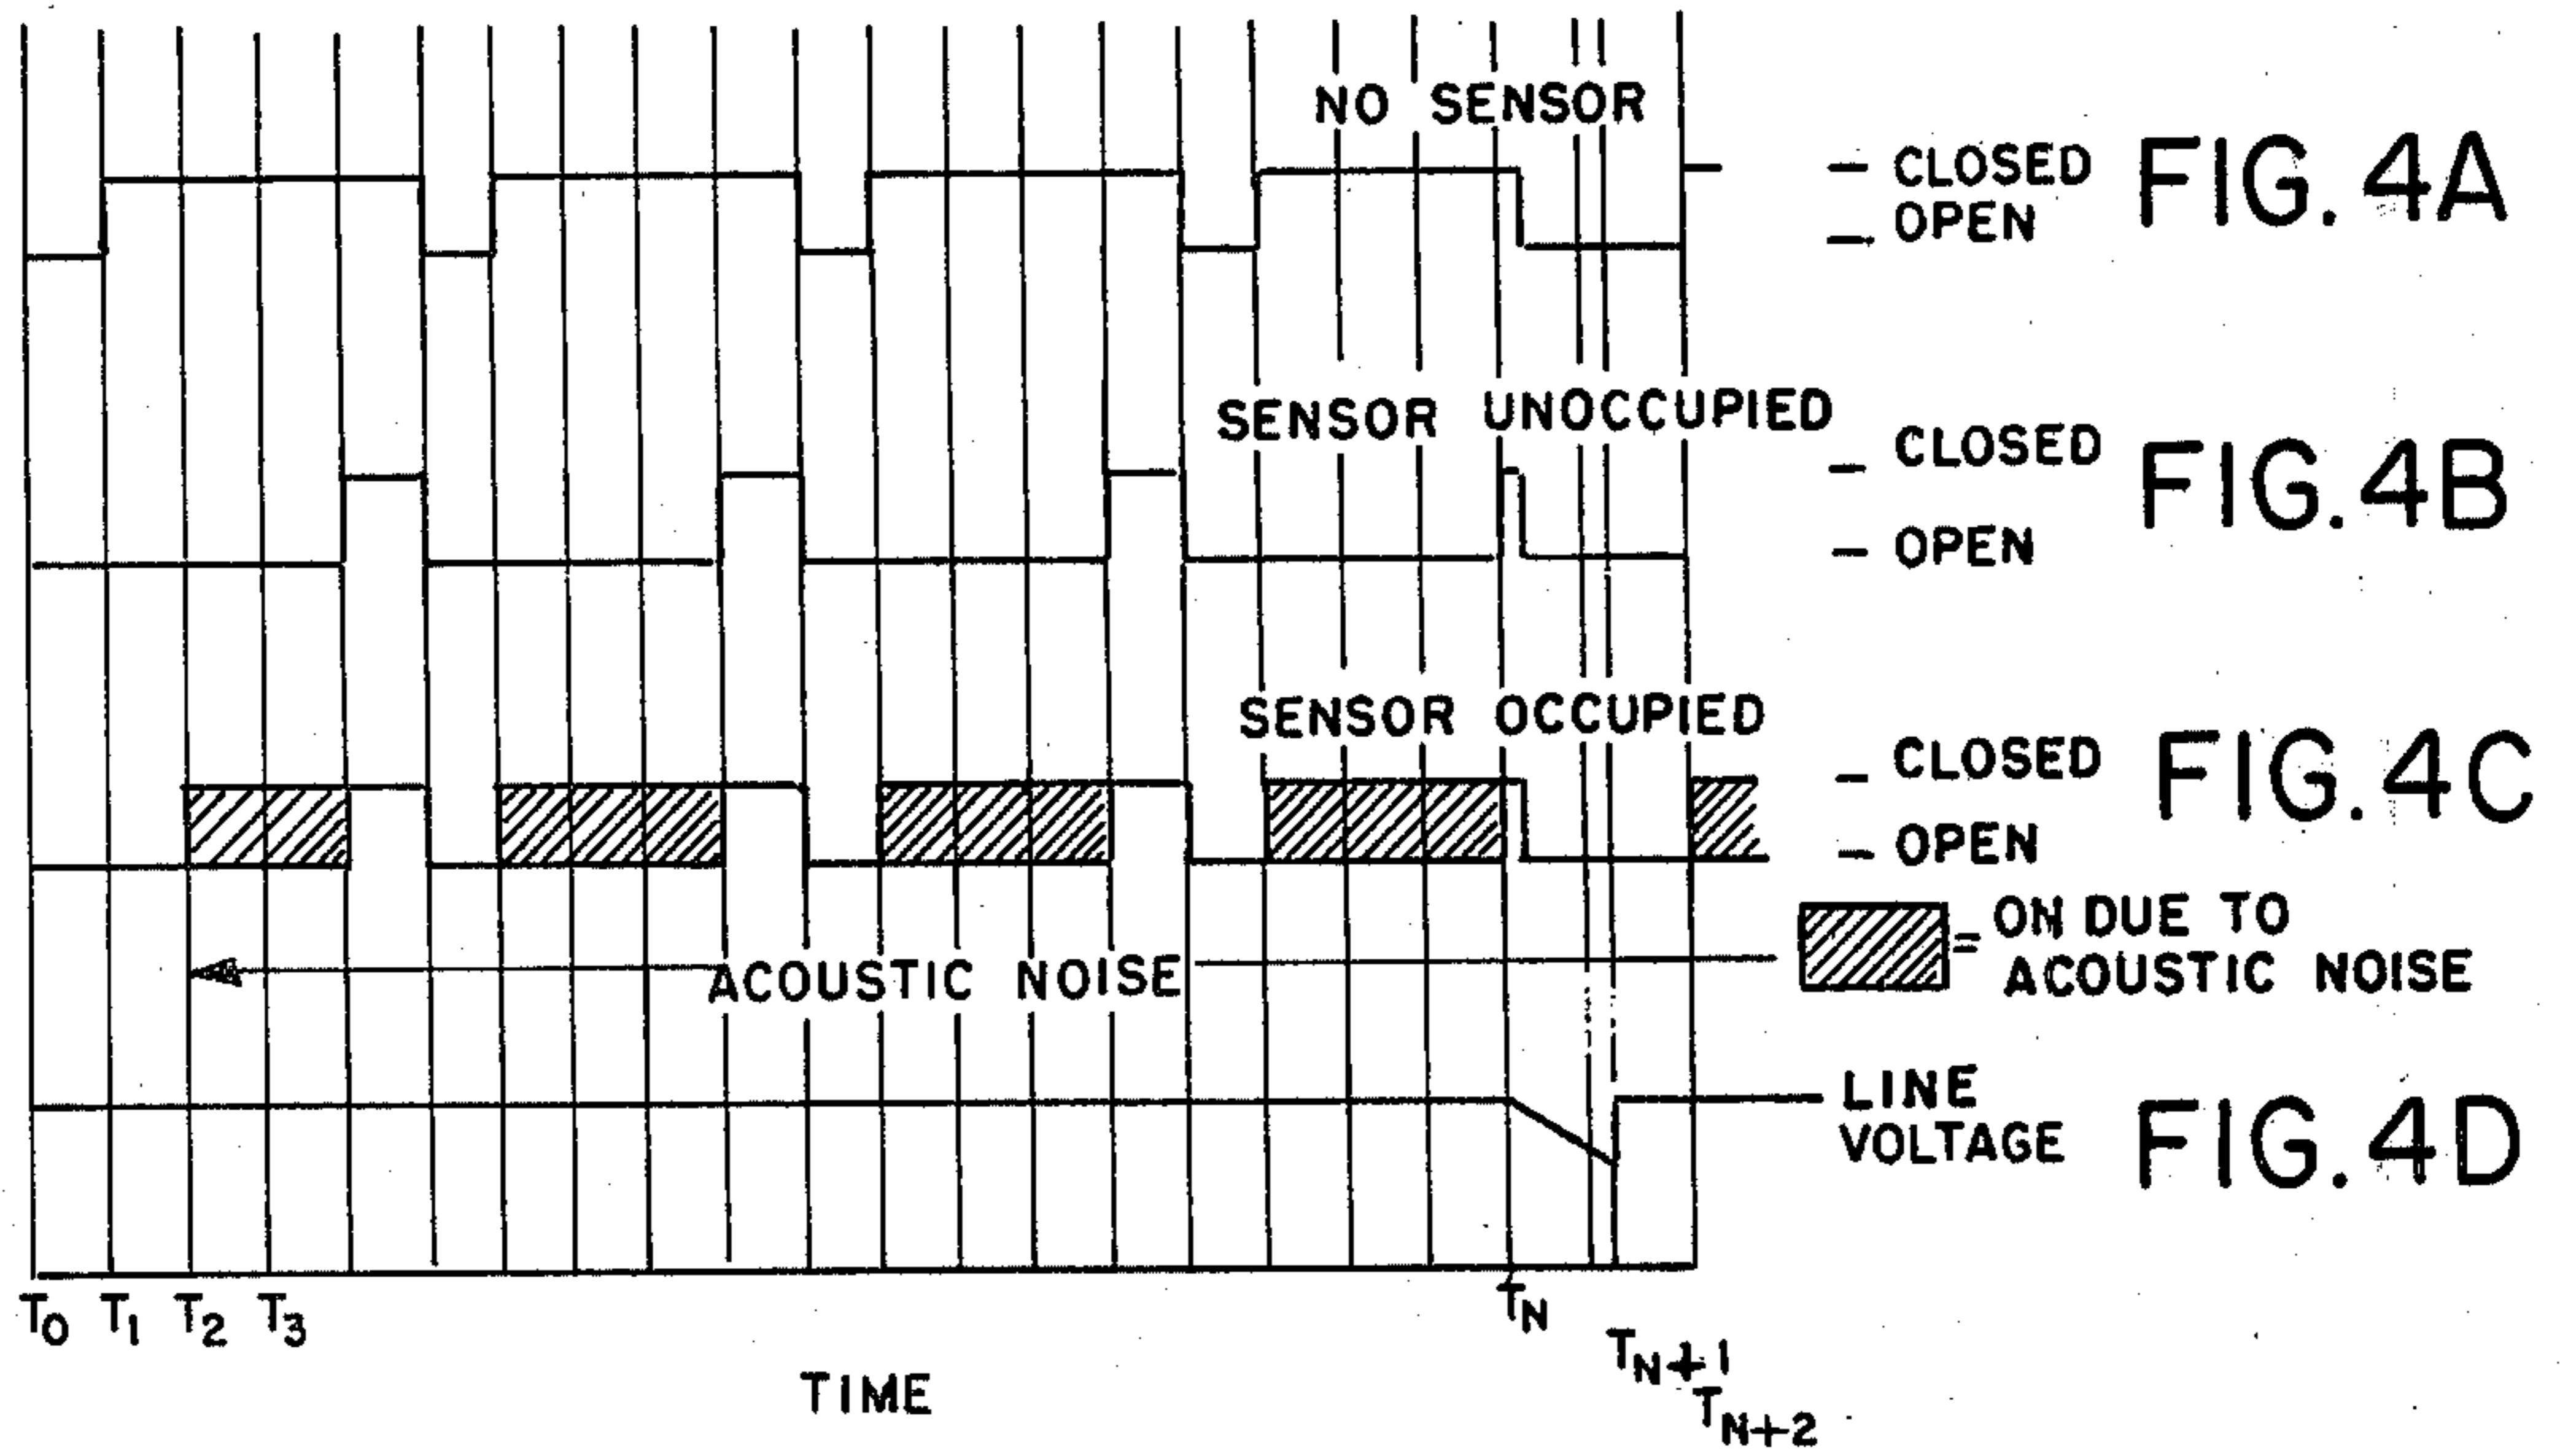 NO SENSOR
– CLOSED
– OPEN
FIG. 4A
SENSOR UNOCCUPIED
– CLOSED
– OPEN
FIG. 4B
SENSOR OCCUPIED
– CLOSED
– OPEN
FIG. 4C
= ON DUE TO
ACOUSTIC NOISE
ACOUSTIC NOISE
LINE
VOLTAGE
FIG. 4D
T0 T1 T2 T3 TN
TN+1
TN+2
TIME